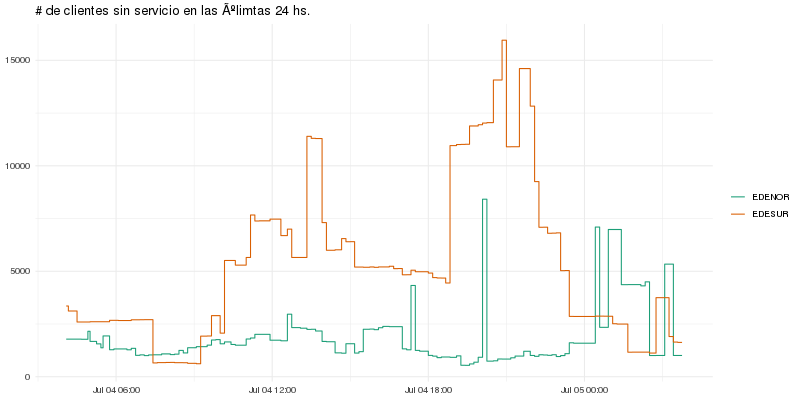 # de clientes sin servicio en las Ãºlimtas 24 hs.
15000
10000
5000
0
EDENOR
EDESUR
Jul 04 06:00
Jul 04 12:00
Jul 04 18:00
Jul 05 00:00